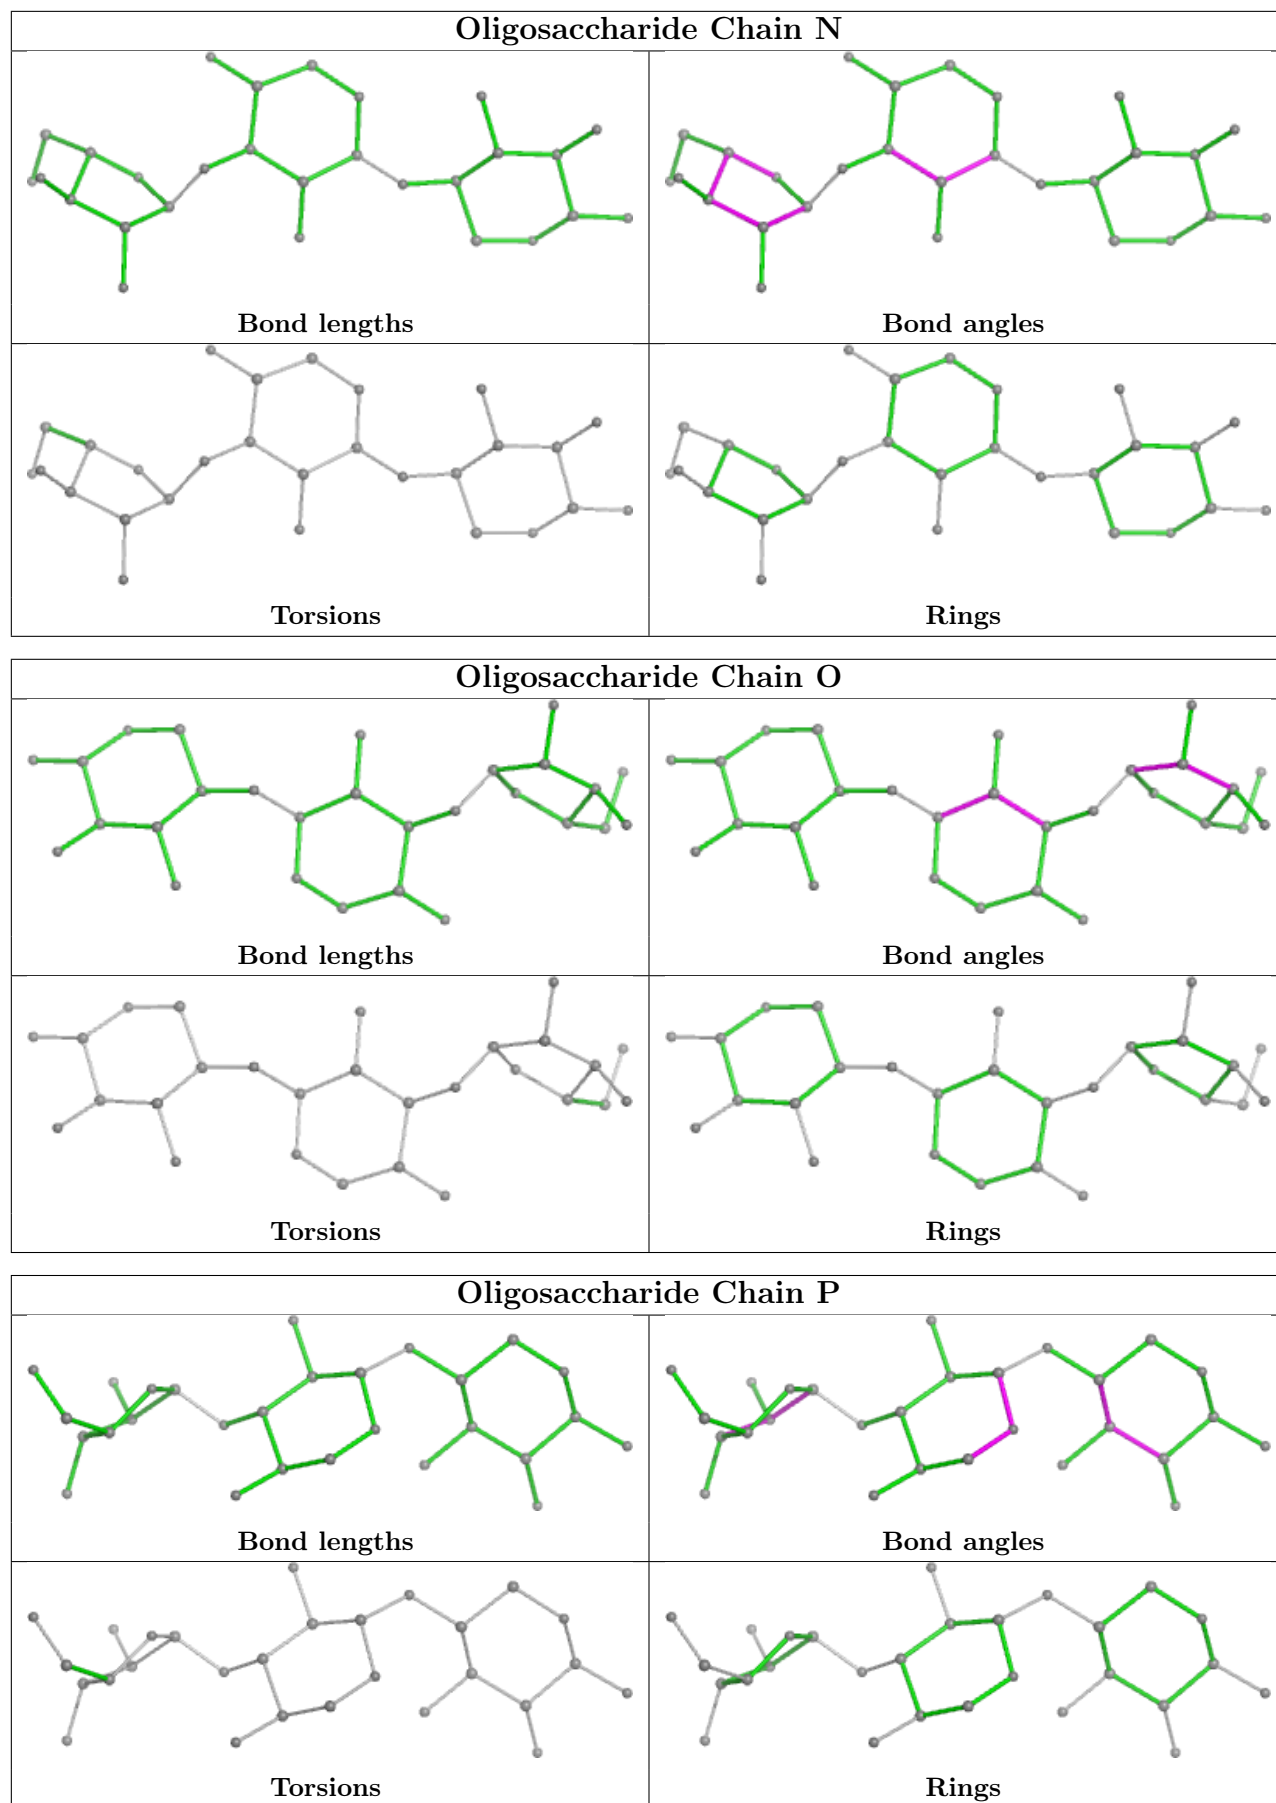 Oligosaccharide Chain N
Bond lengths
Bond angles
Torsions
Rings
Oligosaccharide Chain O
Bond lengths
Bond angles
Torsions
Rings
Oligosaccharide Chain P
Bond lengths
Bond angles
Torsions
Rings